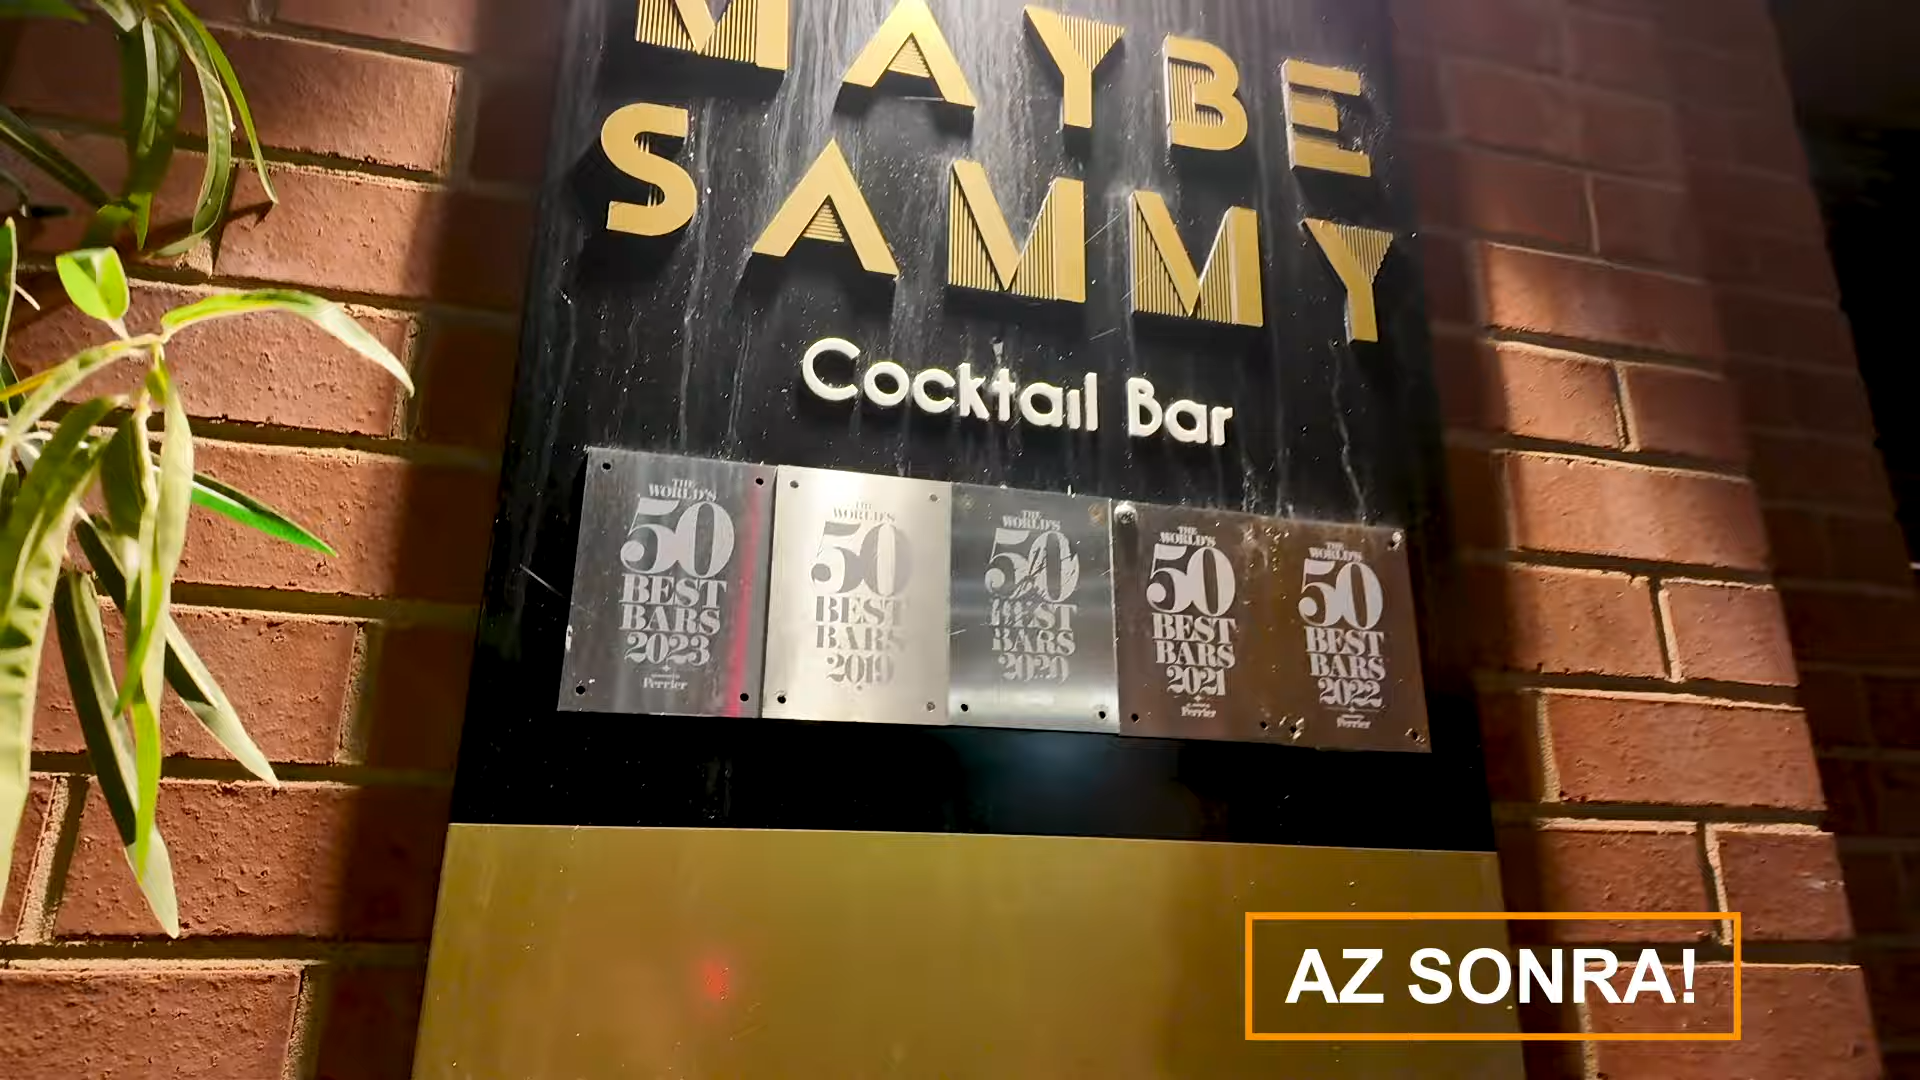 MAYBE
SAMMY
Cocktail Bar
THE
WORLD'S
50
BEST
BARS
2023
Perrier
THE
WORLD'S
50
BEST
BARS
2019
THE
WORLD'S
50
BEST
BARS
2020
THE
WORLD'S
50
BEST
BARS
2021
Perrier
THE
WORLD'S
50
BEST
BARS
2022
Perrier
AZ SONRA!